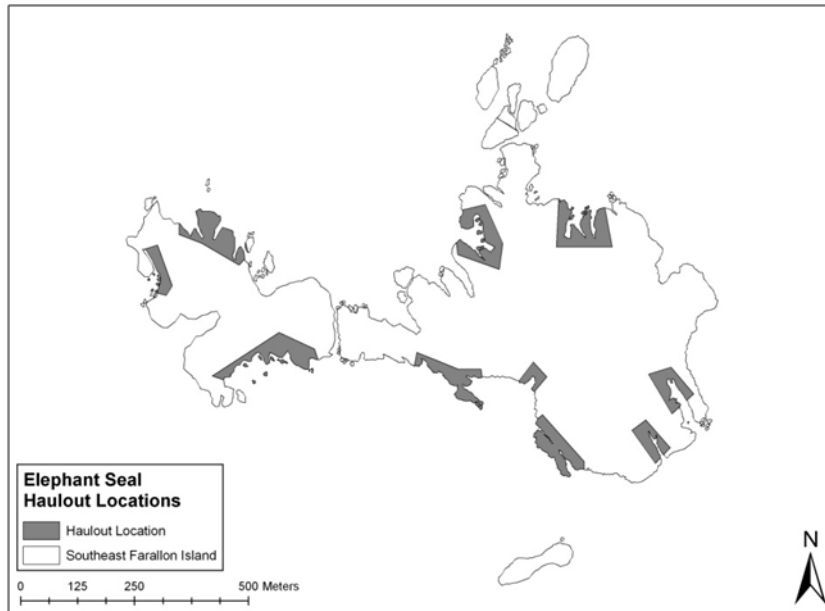 Elephant Seal
Haulout Locations
Haulout Location
Southeast Farallon Island
0 125 250 500 Meters
N